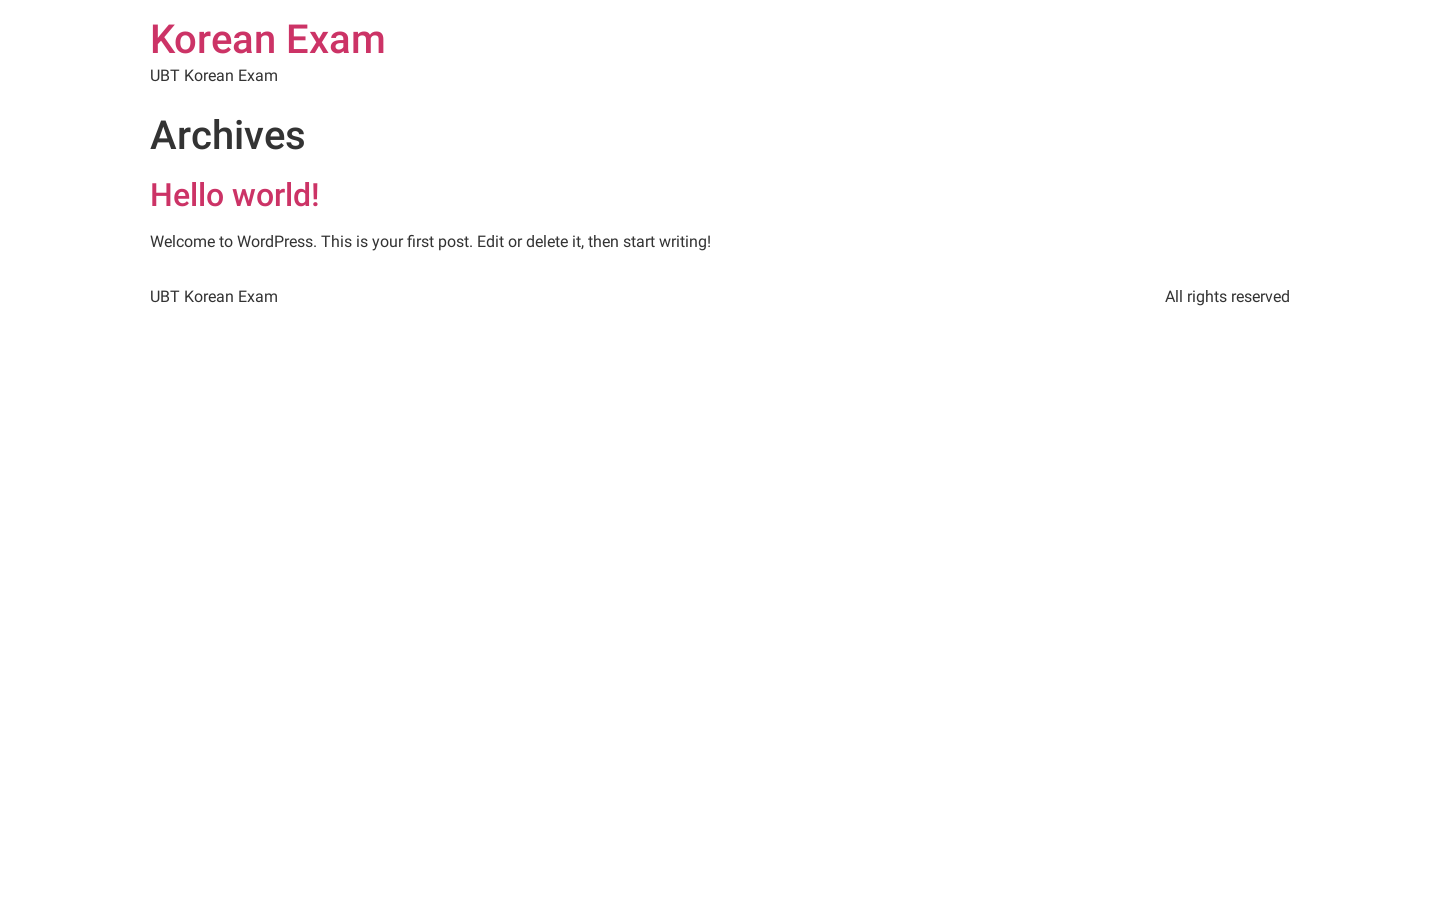 Korean Exam
UBT Korean Exam
Archives
Hello world!
Welcome to WordPress. This is your first post. Edit or delete it, then start writing!
UBT Korean Exam
All rights reserved